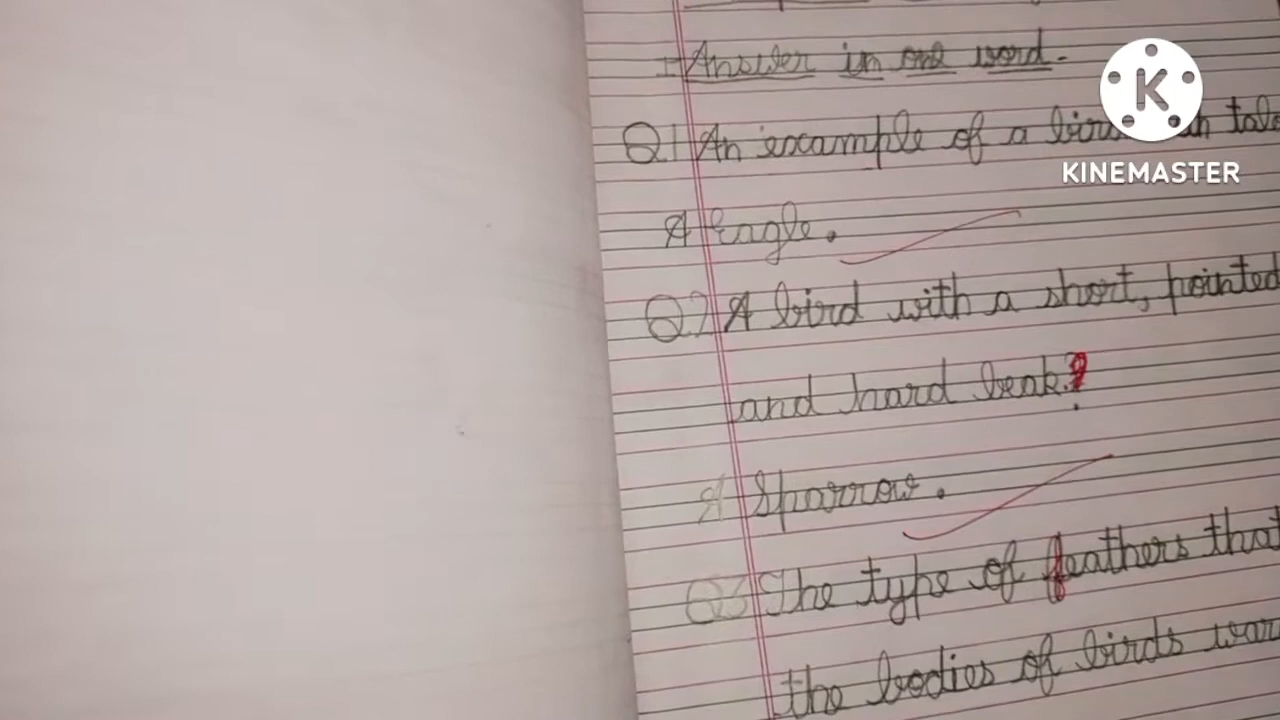 Answer in one word.
K
KINEMASTER
Q1 An example of a bird
A Eagle.
Q2 A bird with a short, pointed
and hard beak?
A Sparrow.
Q3 The type of feathers that
the bodies of birds